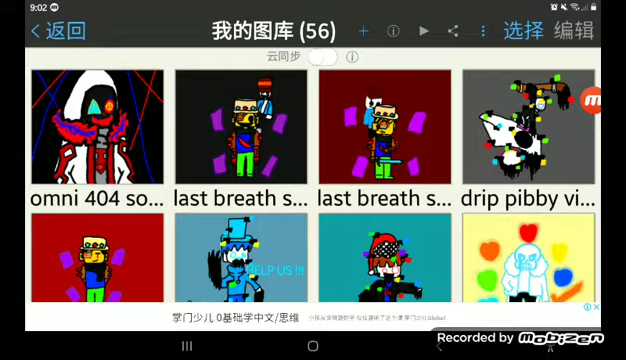 9:02
返回
我的图库 (56)
选择 编辑
云同步
omni 404 so...
last breath s...
last breath s...
drip pibby vi...
HELP US !!!
掌门少儿 0基础学中文/思维
Recorded by
Mobizen